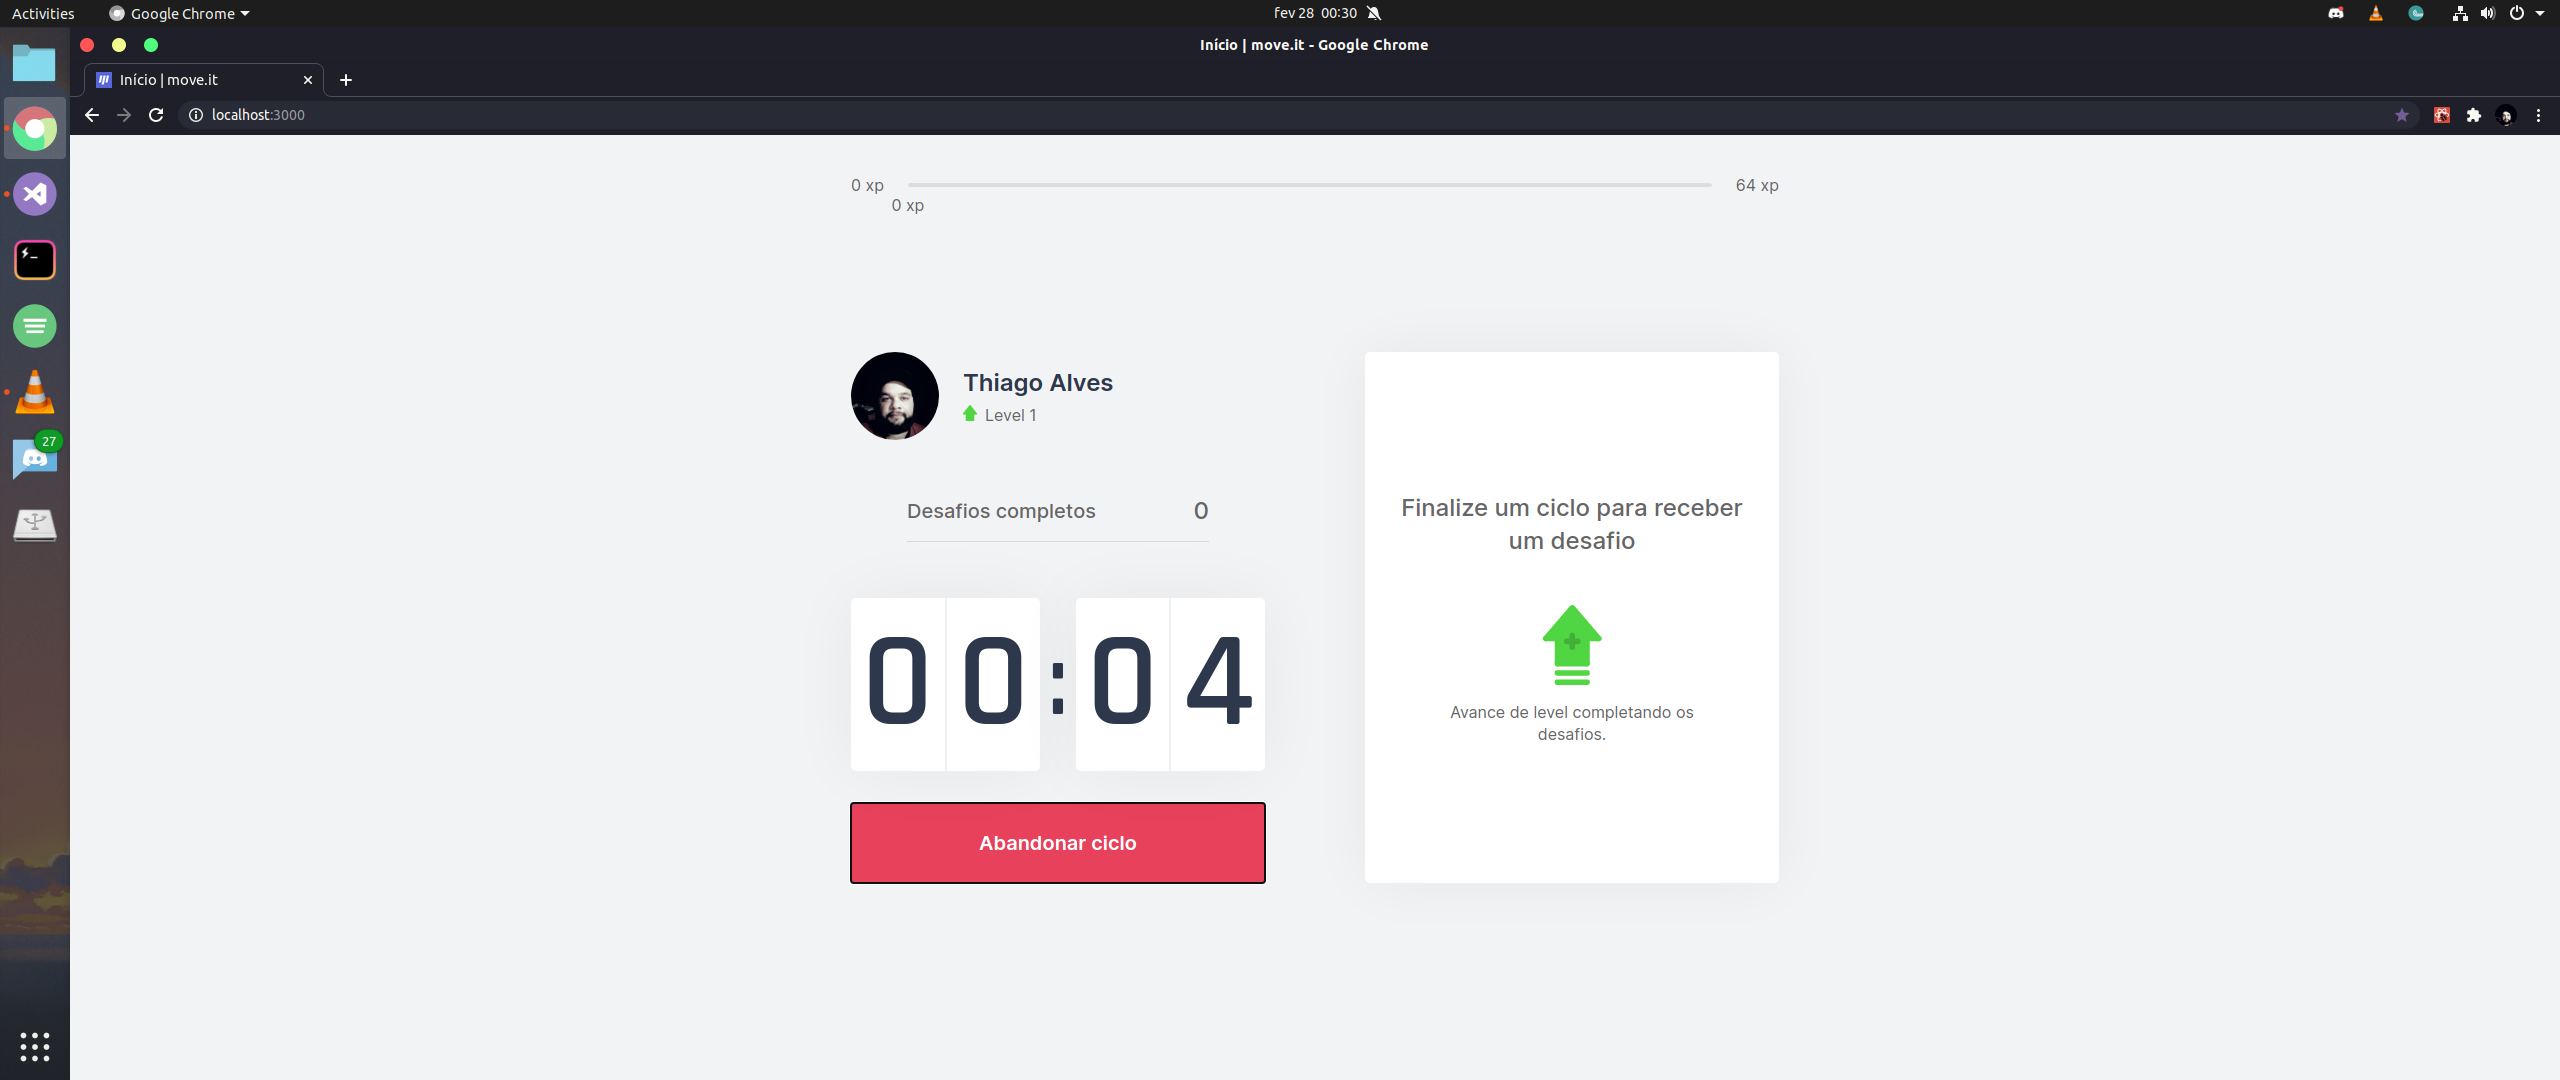 Activities
Google Chrome
fev 28 00:30
Início | move.it - Google Chrome
Início | move.it
localhost:3000
0 xp
64 xp
0 xp
Thiago Alves
Level 1
Desafios completos
0
00:04
Abandonar ciclo
Finalize um ciclo para receber
um desafio
Avance de level completando os
desafios.
27